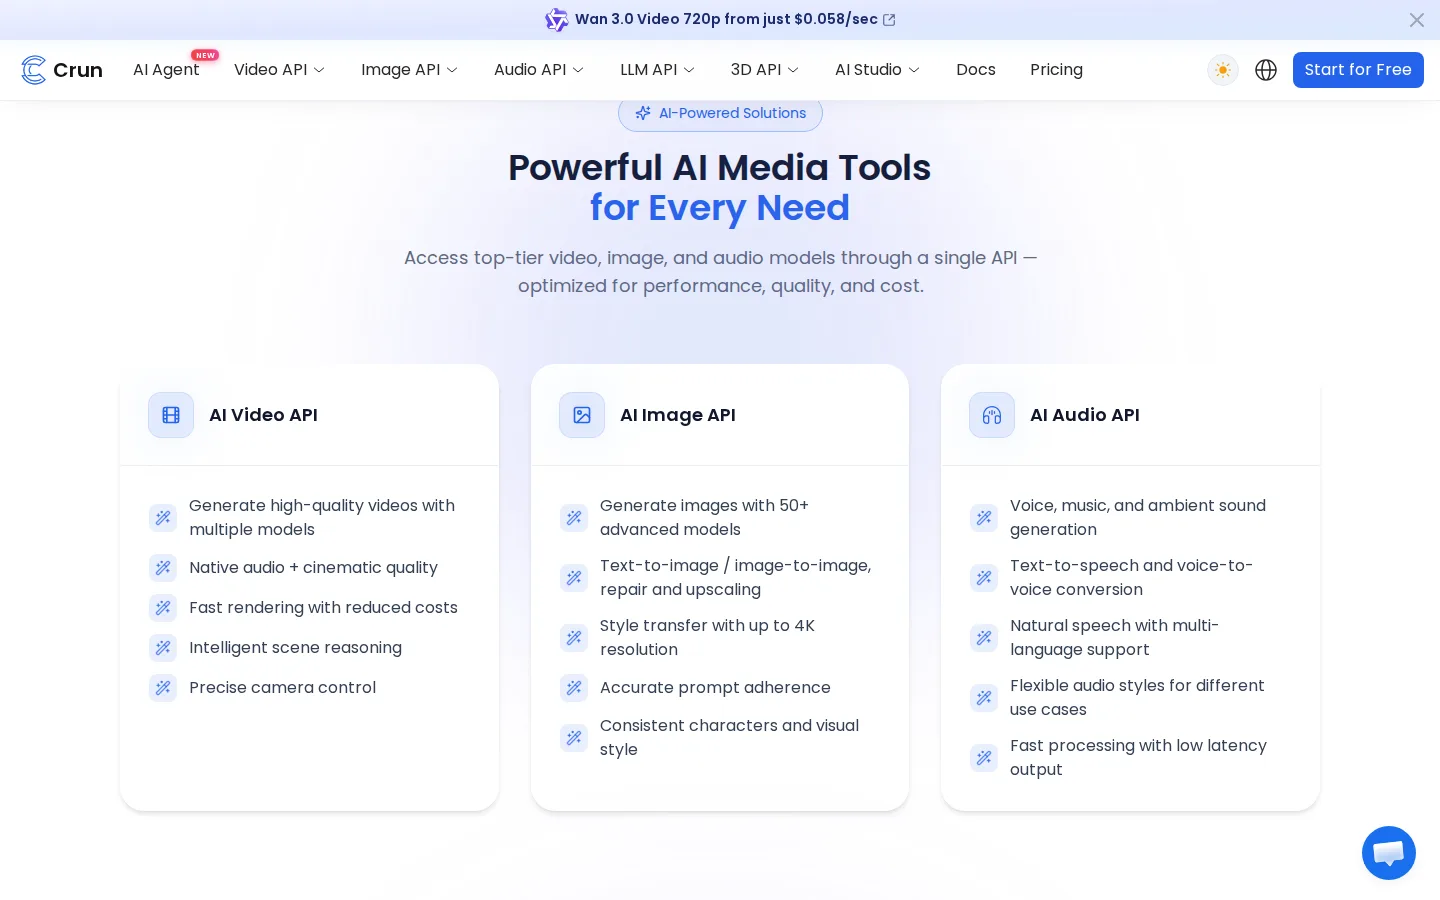 Wan 3.0 Video 720p from just $0.058/sec
Crun
AI Agent
NEW
Video API
Image API
Audio API
LLM API
3D API
AI Studio
Docs
Pricing
Start for Free
AI-Powered Solutions
Powerful AI Media Tools
for Every Need
Access top-tier video, image, and audio models through a single API —
optimized for performance, quality, and cost.
AI Video API
Generate high-quality videos with
multiple models
Native audio + cinematic quality
Fast rendering with reduced costs
Intelligent scene reasoning
Precise camera control
AI Image API
Generate images with 50+
advanced models
Text-to-image / image-to-image,
repair and upscaling
Style transfer with up to 4K
resolution
Accurate prompt adherence
Consistent characters and visual
style
AI Audio API
Voice, music, and ambient sound
generation
Text-to-speech and voice-to-
voice conversion
Natural speech with multi-
language support
Flexible audio styles for different
use cases
Fast processing with low latency
output